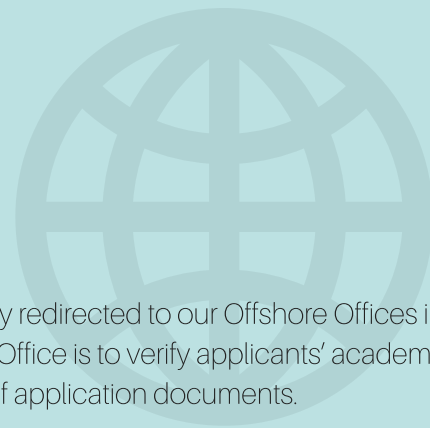 y redirected to our Offshore Offices i
Office is to verify applicants’ academ
f application documents.